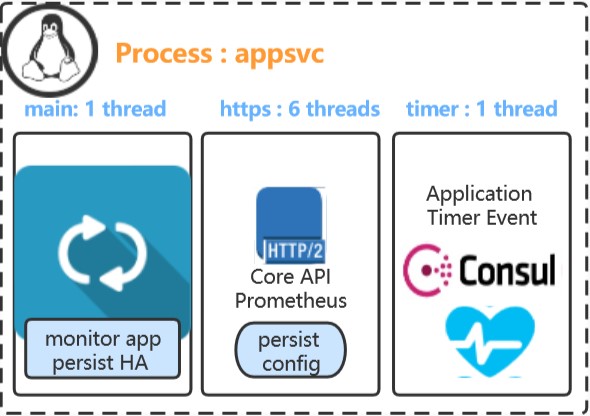 Process : appsvc
main: 1 thread
https : 6 threads
timer : 1 thread
monitor app
persist HA
HTTP/2
Core API
Prometheus
persist
config
Application
Timer Event
Consul